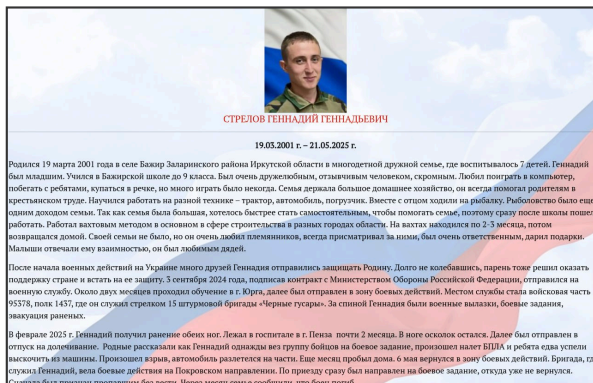 СТРЕЛОВ ГЕННАДИЙ ГЕННАДЬЕВИЧ
19.03.2001 г. – 21.05.2025 г.
Родился 19 марта 2001 года в селе Бажир Заларинского района Иркутской области в многодетной дружной семье, где воспитывалось 7 детей. Геннадий
был младшим. Учился в Бажирской школе до 9 класса. Был очень дружелюбным, отзывчивым человеком, скромным. Любил поиграть в компьютер,
побегать с ребятами, купаться в речке, но много играть было некогда. Семья держала большое домашнее хозяйство, он всегда помогал родителям в
крестьянском труде. Научился работать на разной технике – трактор, автомобиль, погрузчик. Вместе с отцом ходили на рыбалку. Рыболовство было еще
одним доходом семьи. Так как семья была большая, хотелось быстрее стать самостоятельным, чтобы помогать семье, поэтому сразу после школы пошел
работать. Работал вахтовым методом в основном в сфере строительства в разных городах области. На вахтах находился по 2-3 месяца, потом
возвращался домой. Своей семьи не было, но он очень любил племянников, всегда присматривал за ними, был очень ответственным, дарил подарки.
Малыши отвечали ему взаимностью, он был любимым дядей.
После начала военных действий на Украине много друзей Геннадия отправились защищать Родину. Долго не колебавшись, парень тоже решил оказать
поддержку стране и встать на ее защиту. 3 сентября 2024 года, подписав контракт с Министерством Обороны Российской Федерации, отправился на
военную службу. Около двух месяцев проходил обучение в г. Юрга, далее был отправлен в зону боевых действий. Местом службы стала войсковая часть
95378, полк 1437, где он служил стрелком 15 штурмовой бригады «Черные гусары». За спиной Геннадия были военные вылазки, боевые задания,
эвакуация раненых.
В феврале 2025 г. Геннадий получил ранение обеих ног. Лежал в госпитале в г. Пенза почти 2 месяца. В ноге осколок остался. Далее был отправлен в
отпуск на долечивание. Родные рассказали как Геннадий однажды вез группу бойцов на боевое задание, произошел налет БПЛА и ребята едва успели
выскочить из машины. Произошел взрыв, автомобиль разлетелся на части. Еще месяц пробыл дома. 6 мая вернулся в зону боевых действий. Бригада, где
служил Геннадий, вела боевые действия на Покровском направлении. По приезду сразу был направлен на боевое задание, откуда уже не вернулся.
Сначала был признан пропавшим без вести. Через месяц семье сообщили, что боец погиб.